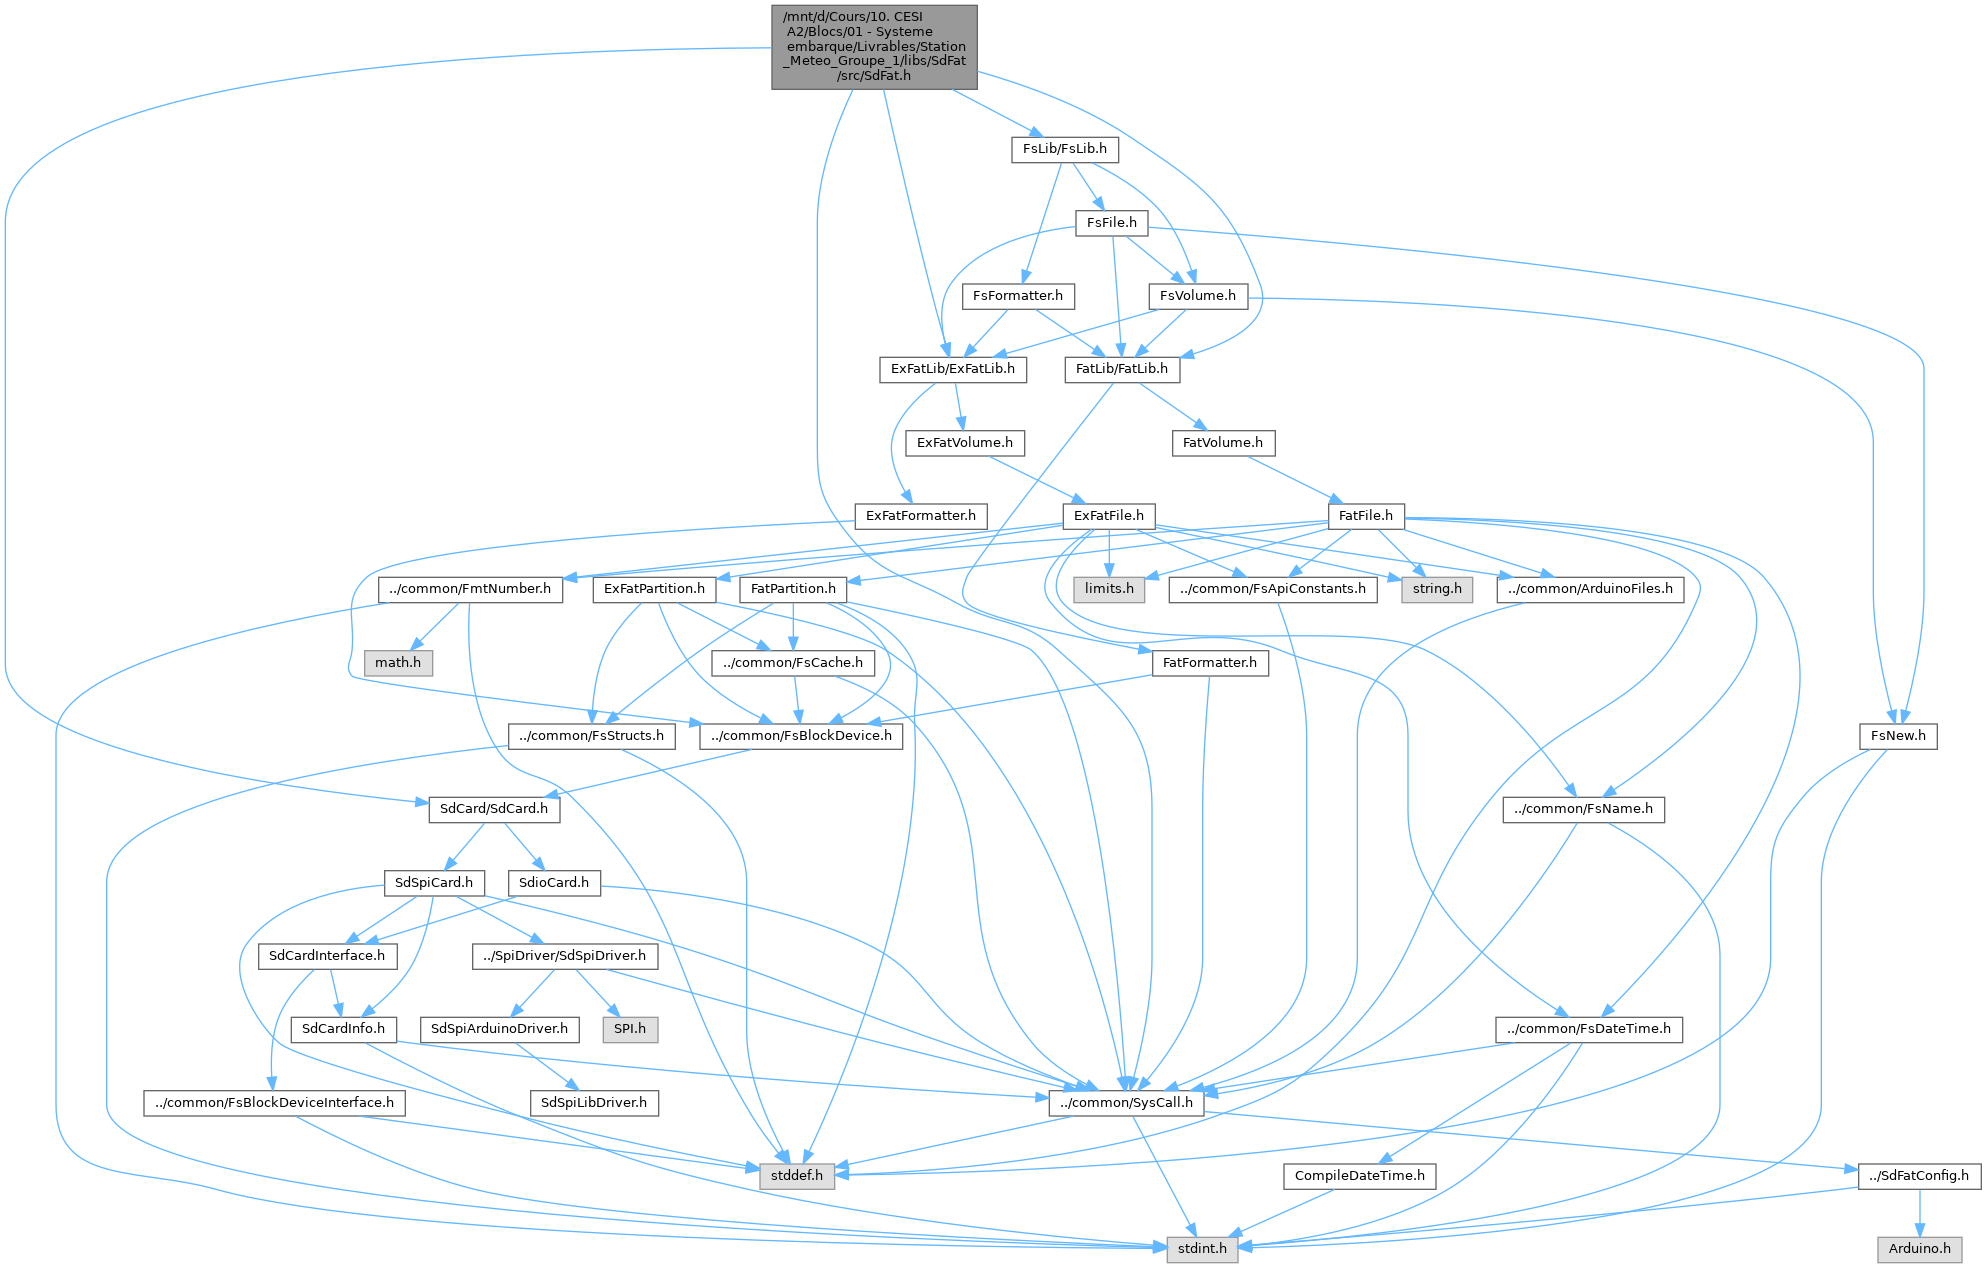 /mnt/d/Cours/10. CESI
A2/Blocs/01 - Systeme
embarque/Livrables/Station
_Meteo_Groupe_1/libs/SdFat
/src/SdFat.h
FsLib/FsLib.h
FsFile.h
FsFormatter.h
FsVolume.h
ExFatLib/ExFatLib.h
FatLib/FatLib.h
ExFatVolume.h
FatVolume.h
ExFatFormatter.h
ExFatFile.h
FatFile.h
../common/FmtNumber.h
ExFatPartition.h
FatPartition.h
limits.h
../common/FsApiConstants.h
string.h
../common/ArduinoFiles.h
math.h
../common/FsCache.h
FatFormatter.h
../common/FsStructs.h
../common/FsBlockDevice.h
FsNew.h
SdCard/SdCard.h
../common/FsName.h
SdSpiCard.h
SdioCard.h
SdCardInterface.h
../SpiDriver/SdSpiDriver.h
SdCardInfo.h
SdSpiArduinoDriver.h
SPI.h
../common/FsDateTime.h
../common/FsBlockDeviceInterface.h
SdSpiLibDriver.h
../common/SysCall.h
stddef.h
CompileDateTime.h
../SdFatConfig.h
stdint.h
Arduino.h